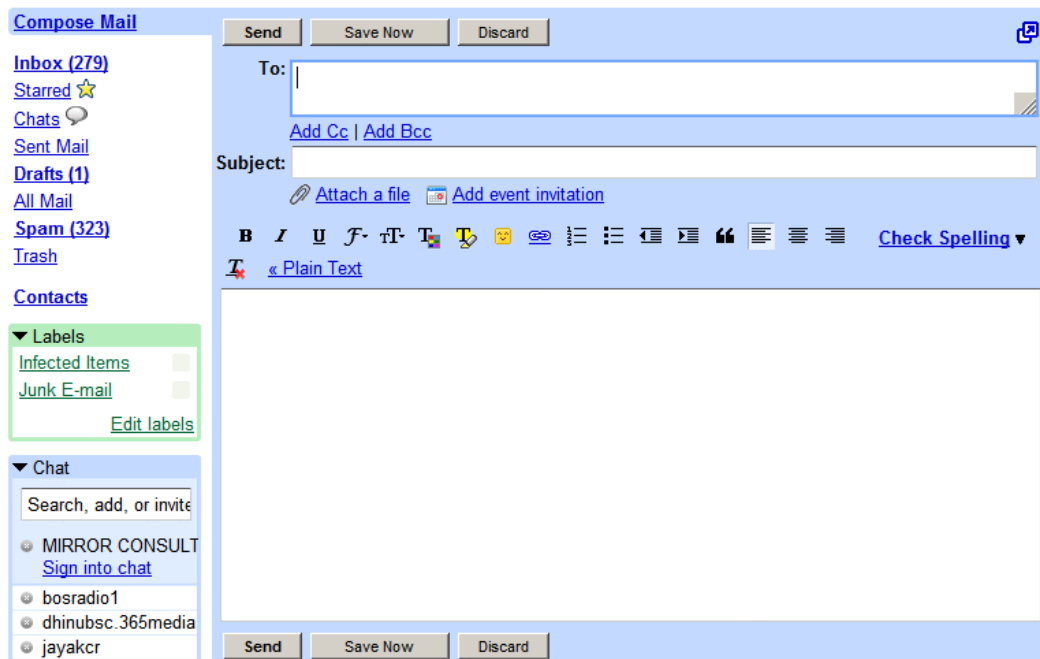 Compose Mail
Inbox (279)
Starred
Chats
Sent Mail
Drafts (1)
All Mail
Spam (323)
Trash
Contacts
Labels
Infected Items
Junk E-mail
Edit labels
Chat
Search, add, or invite
MIRROR CONSULT
Sign into chat
bosradio1
dhinubsc.365media
jayakcr
Send Save Now Discard
To:
Add Cc | Add Bcc
Subject:
Attach a file Add event invitation
B I U F TT T T Check Spelling
T « Plain Text
Send Save Now Discard